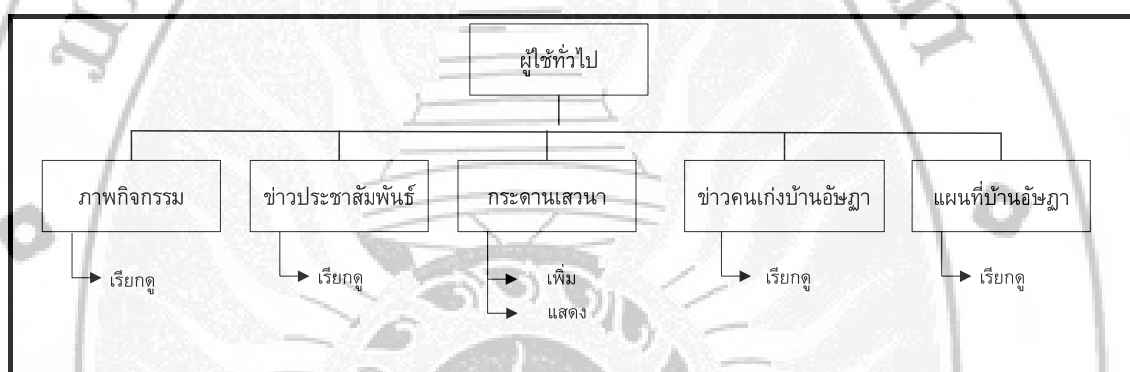 ผู้ใช้ทั่วไป
ภาพกิจกรรม ข่าวประชาสัมพันธ์ กระดานเสวนา ข่าวคนเก่งบ้านอัษฏา แผนที่บ้านอัษฏา
เรียกดู เรียกดู เพิ่ม เรียกดู เรียกดู
แสดง